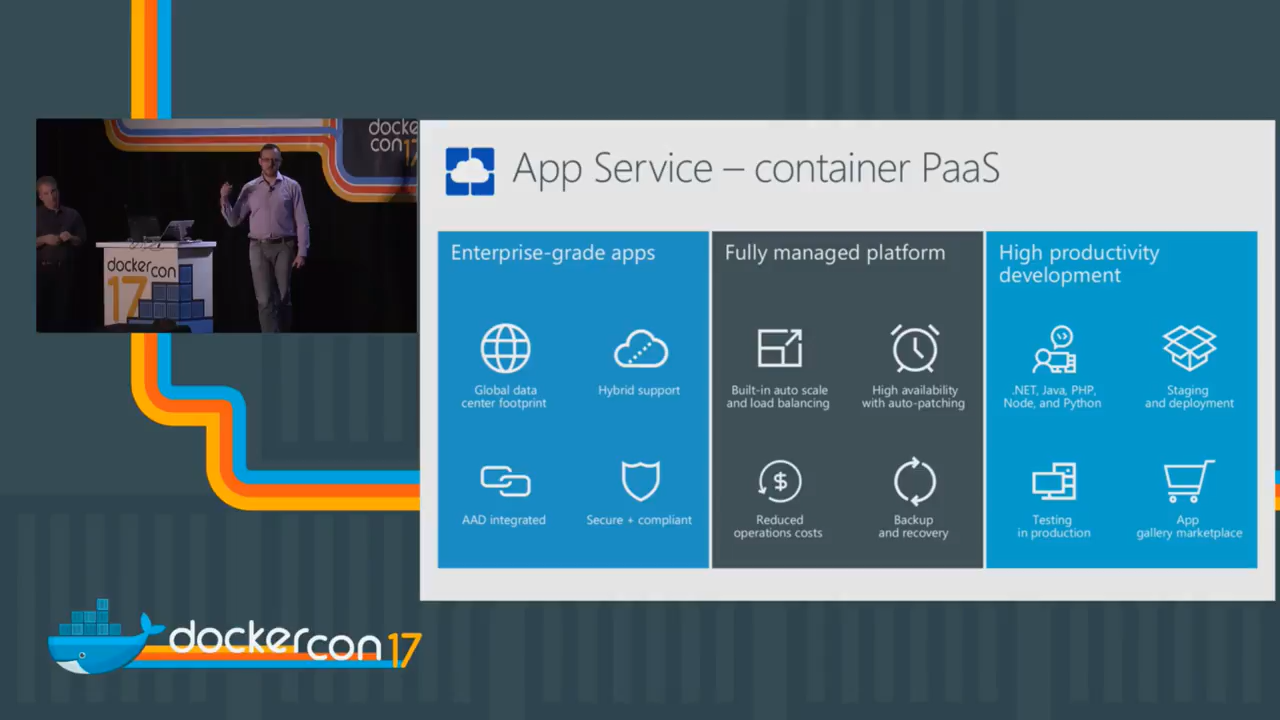 docker
con 17
dockercon
17
App Service – container PaaS
Enterprise-grade apps
Global data
center footprint
Hybrid support
AAD integrated
Secure + compliant
Fully managed platform
Built-in auto scale
and load balancing
High availability
with auto-patching
Reduced
operations costs
Backup
and recovery
High productivity
development
.NET, Java, PHP,
Node, and Python
Staging
and deployment
Testing
in production
App
gallery marketplace
dockercon 17